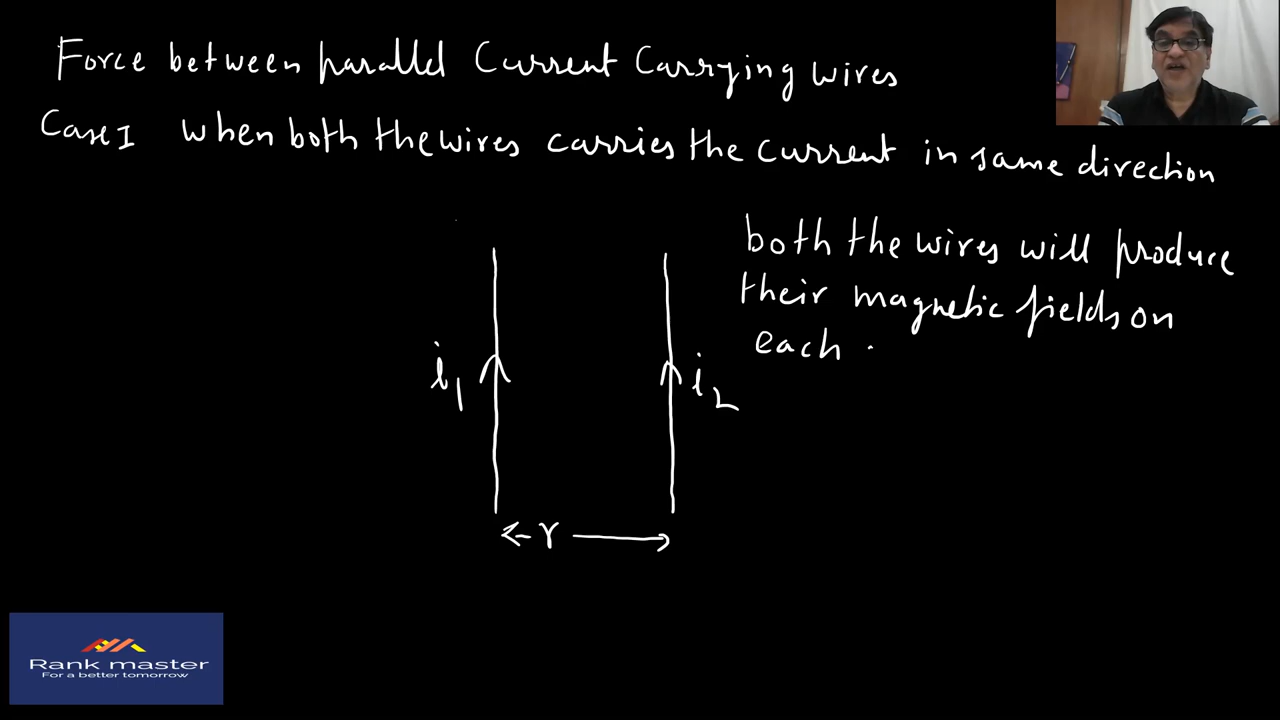 Force between parallel Current Carrying wires
Case I when both the wires carries the current in same direction
both the wires will produce
their magnetic fields on
each .
i1
i2
r
Rank master
For a better tomorrow